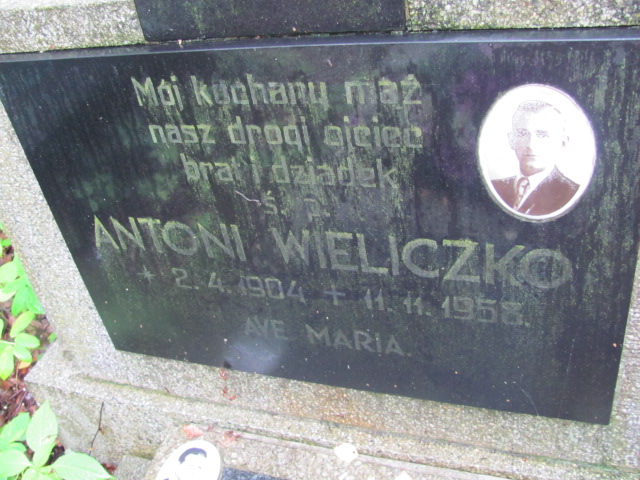 Mój kochany mąż
nasz drogi ojciec
brat i dziadek
Ś. P.
ANTONI WIELICZKO
* 2.4.1904 + 11.11.1958.
AVE MARIA.